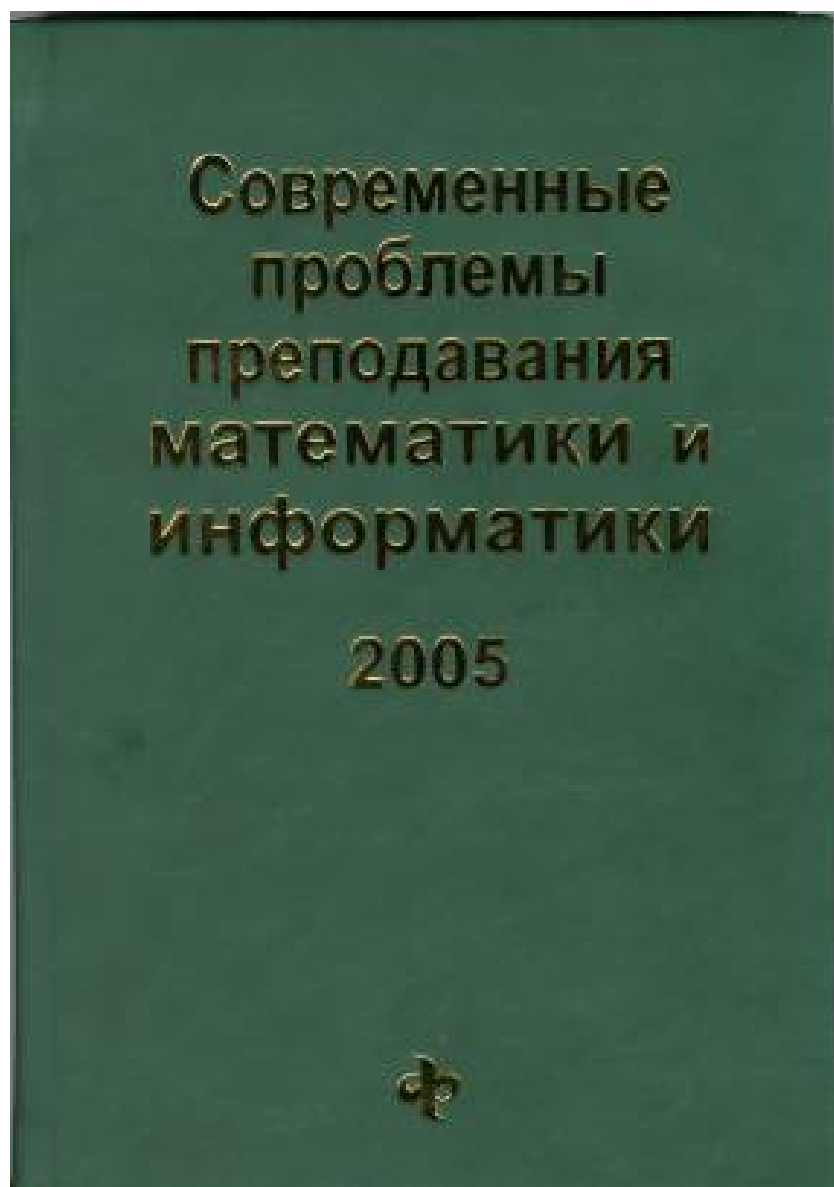 Современные
проблемы
преподавания
математики и
информатики
2005